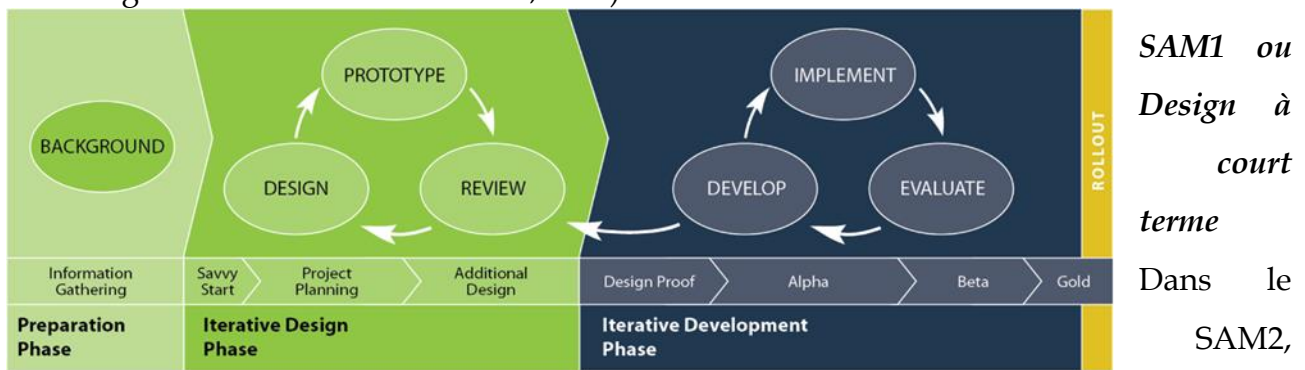 SAM1 ou
Design à
court
terme
Dans le
SAM2,
PROTOTYPE
IMPLEMENT
BACKGROUND
DESIGN
REVIEW
DEVELOP
EVALUATE
ROLLOUT
Information
Gathering
Savvy
Start
Project
Planning
Additional
Design
Design Proof
Alpha
Beta
Gold
Preparation
Phase
Iterative Design
Phase
Iterative Development
Phase